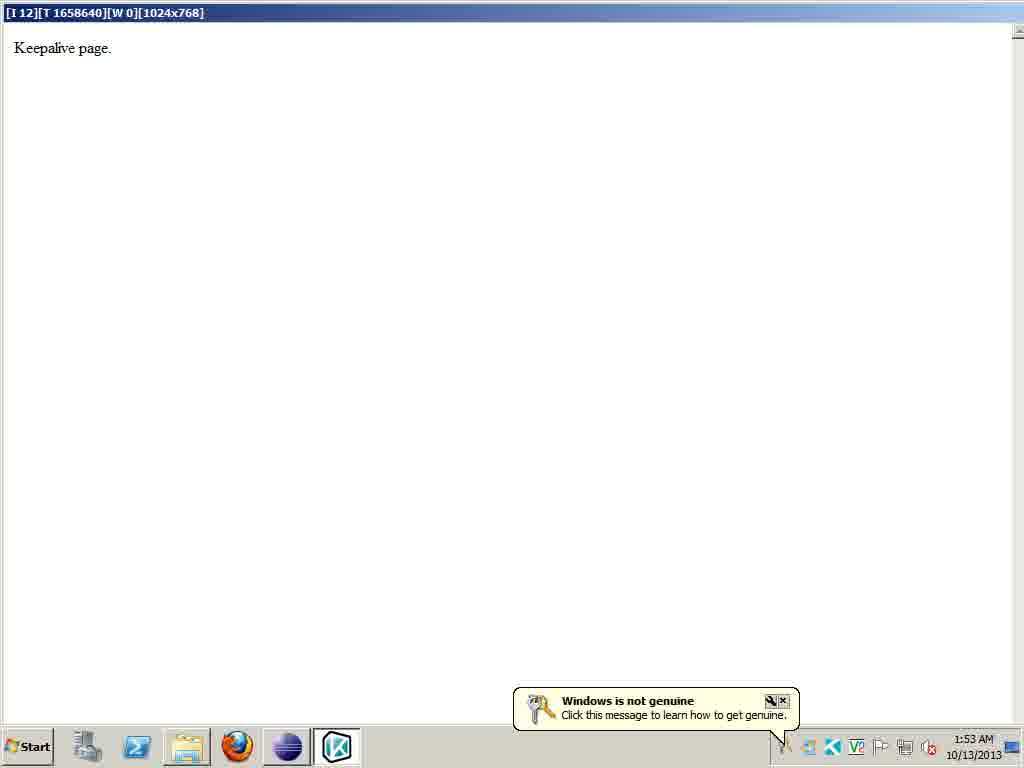 [I 12][T 1658640][W 0][1024x768]
Keepalive page.
Windows is not genuine
Click this message to learn how to get genuine.
Start
V2
1:53 AM
10/13/2013